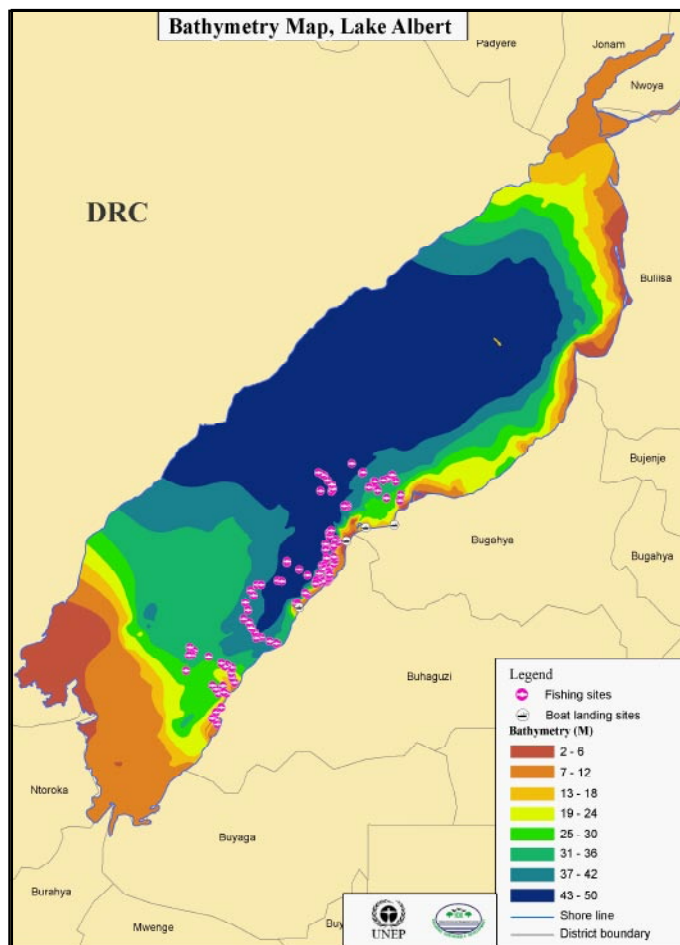 Bathymetry Map, Lake Albert
Padyere
Jonam
Nwoya
DRC
Buliisa
Bujenje
Bugahya
Bugahya
Buhaguzi
Ntoroka
Buyaga
Burahya
Mwenge
Buy
Legend
Fishing sites
Boat landing sites
Bathymetry (M)
2 - 6
7 - 12
13 - 18
19 - 24
25 - 30
31 - 36
37 - 42
43 - 50
Shore line
District boundary
UNEP